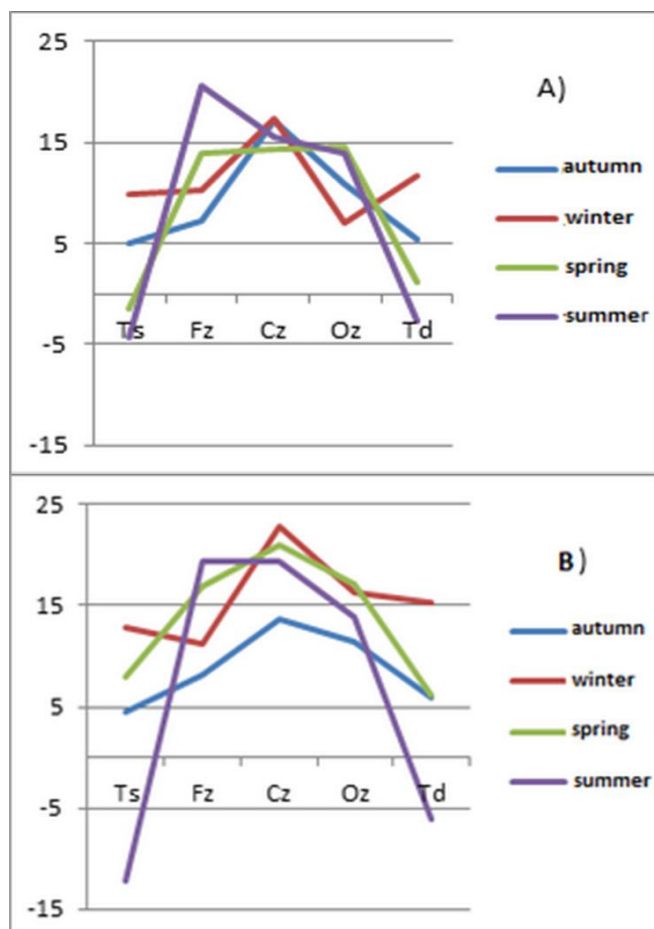 25
15
5
-5
-15
Ts Fz Cz Oz Td
A)
autumn
winter
spring
summer
25
15
5
-5
-15
Ts Fz Cz Oz Td
B)
autumn
winter
spring
summer